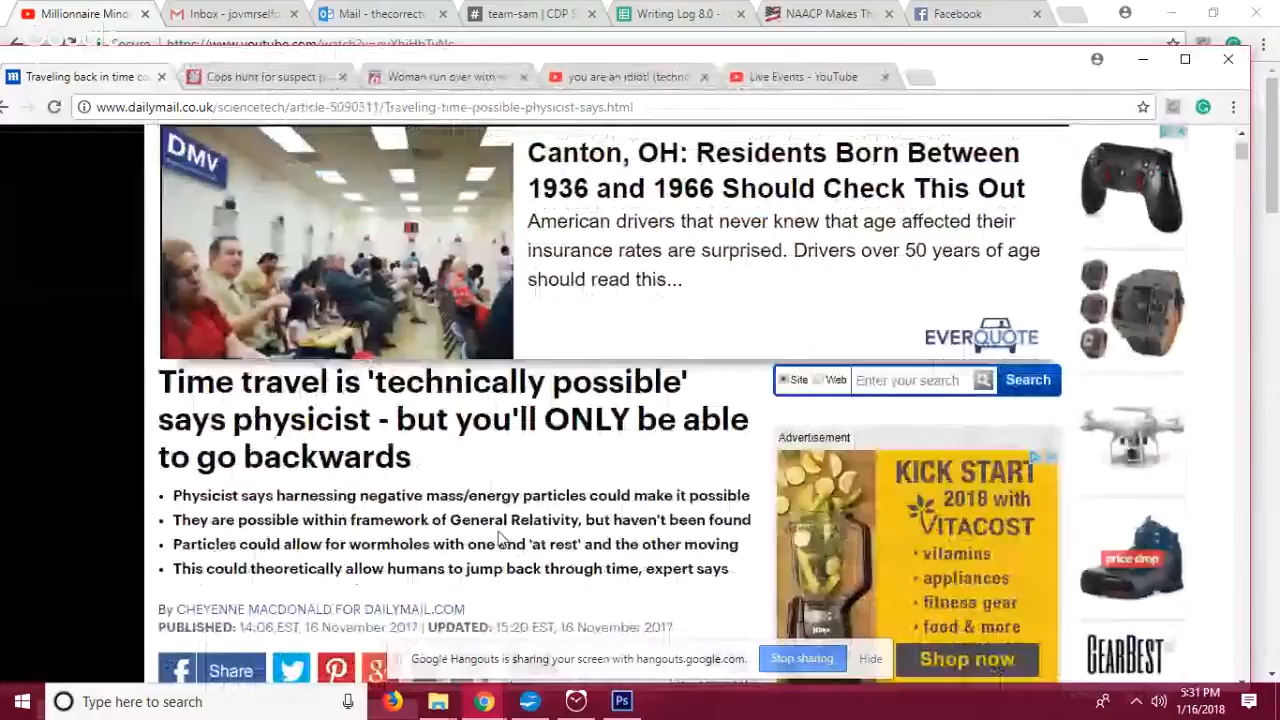 Millionaire Mind
Inbox - jovmrself
Mail - thecorrect
team-sam | CDP S
Writing Log 8.0
NAACP Makes Th
Facebook
Google
Secure
https://www.youtube.com/watch?v=
Traveling back in time co
Cops hunt for suspect
Woman run over with
you are an idiot! (techno
Live Events - YouTube
www.dailymail.co.uk/sciencetech/article-5090311/Traveling-time-possible-physicist-says.html
DMV
Canton, OH: Residents Born Between
1936 and 1966 Should Check This Out
American drivers that never knew that age affected their
insurance rates are surprised. Drivers over 50 years of age
should read this...
EVERQUOTE
Time travel is 'technically possible'
says physicist - but you'll ONLY be able
to go backwards
Site Web Enter your search Search
• Physicist says harnessing negative mass/energy particles could make it possible
• They are possible within framework of General Relativity, but haven't been found
• Particles could allow for wormholes with one end 'at rest' and the other moving
• This could theoretically allow humans to jump back through time, expert says
By CHEYENNE MACDONALD FOR DAILYMAIL.COM
PUBLISHED: 14:06 EST, 16 November 2017 | UPDATED: 15:20 EST, 16 November 2017
Share
Advertisement
KICK START
2018 with
VITACOST
• vitamins
• appliances
• fitness gear
• food & more
Shop now
price drop
GEARBEST
Google Hangouts is sharing your screen with hangouts.google.com.
Stop sharing
Hide
Type here to search
5:31 PM
1/16/2018